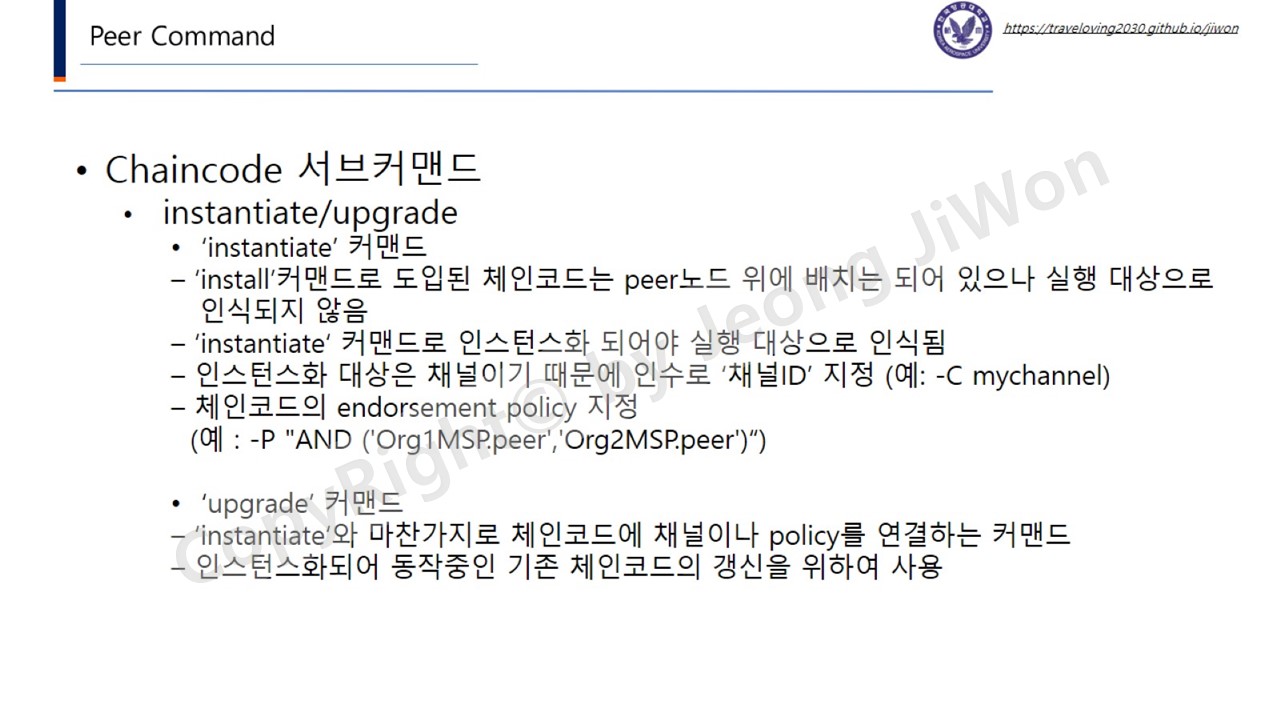 Peer Command
https://traveloving2030.github.io/jiwon
• Chaincode 서브커맨드
• instantiate/upgrade
• ‘instantiate’ 커맨드
– ‘install’커맨드로 도입된 체인코드는 peer노드 위에 배치는 되어 있으나 실행 대상으로
인식되지 않음
– ‘instantiate‘ 커맨드로 인스턴스화 되어야 실행 대상으로 인식됨
– 인스턴스화 대상은 채널이기 때문에 인수로 ‘채널ID’ 지정 (예: -C mychannel)
– 체인코드의 endorsement policy 지정
(예 : -P "AND ('Org1MSP.peer','Org2MSP.peer')“)
• ‘upgrade‘ 커맨드
– ‘instantiate‘와 마찬가지로 체인코드에 채널이나 policy를 연결하는 커맨드
– 인스턴스화되어 동작중인 기존 체인코드의 갱신을 위하여 사용
CopyRight© by Jeong JiWon